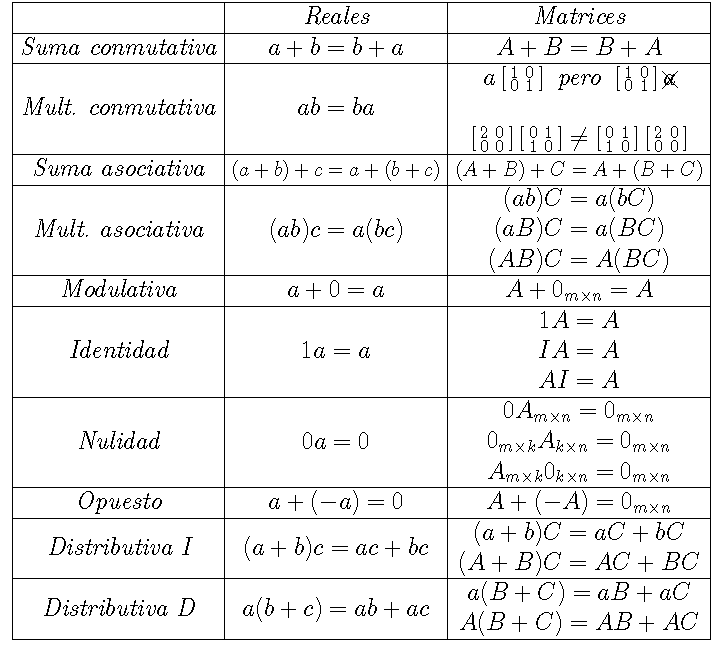 Reales Matrices
Suma conmutativa a + b = b + a A + B = B + A
a [1 0 0 1] pero [1 0 0 1] a
Mult. conmutativa ab = ba
[2 0 0 0] [0 1 1 0] ≠ [0 1 1 0] [2 0 0 0]
Suma asociativa (a + b) + c = a + (b + c) (A + B) + C = A + (B + C)
(ab)C = a(bC)
Mult. asociativa (ab)c = a(bc) (aB)C = a(BC)
(AB)C = A(BC)
Modulativa a + 0 = a A + 0m×n = A
1A = A
Identidad 1a = a IA = A
AI = A
0Am×n = 0m×n
Nulidad 0a = 0 0m×kAk×n = 0m×n
Am×k0k×n = 0m×n
Opuesto a + (−a) = 0 A + (−A) = 0m×n
(a + b)C = aC + bC
Distributiva I (a + b)c = ac + bc
(A + B)C = AC + BC
a(B + C) = aB + aC
Distributiva D a(b + c) = ab + ac
A(B + C) = AB + AC